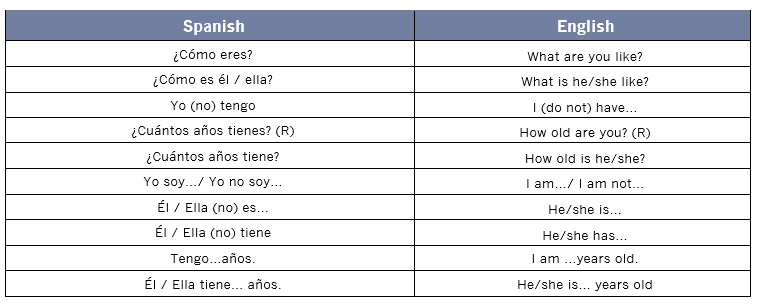 Spanish English
¿Cómo eres? What are you like?
¿Cómo es él / ella? What is he/she like?
Yo (no) tengo I (do not) have...
¿Cuántos años tienes? (R) How old are you? (R)
¿Cuántos años tiene? How old is he/she?
Yo soy.../ Yo no soy... I am.../ I am not...
Él / Ella (no) es... He/she is...
Él / Ella (no) tiene He/she has...
Tengo...años. I am ...years old.
Él / Ella tiene... años. He/she is... years old